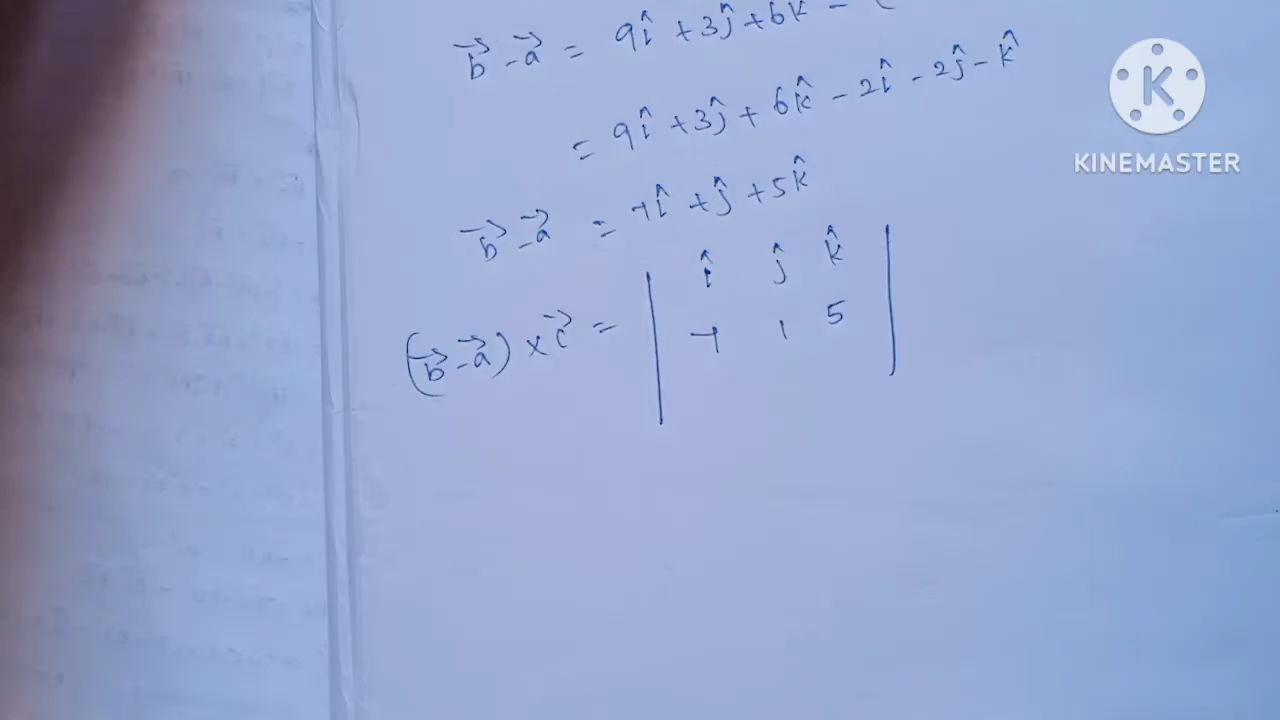 b⃗ - a⃗ = 9î + 3ĵ + 6k̂ - (
= 9î + 3ĵ + 6k̂ - 2î - 2ĵ - k̂
b⃗ - a⃗ = 7î + ĵ + 5k̂
î ĵ k̂
(b⃗ - a⃗) × c⃗ = | 7 1 5 |
K
KINEMASTER